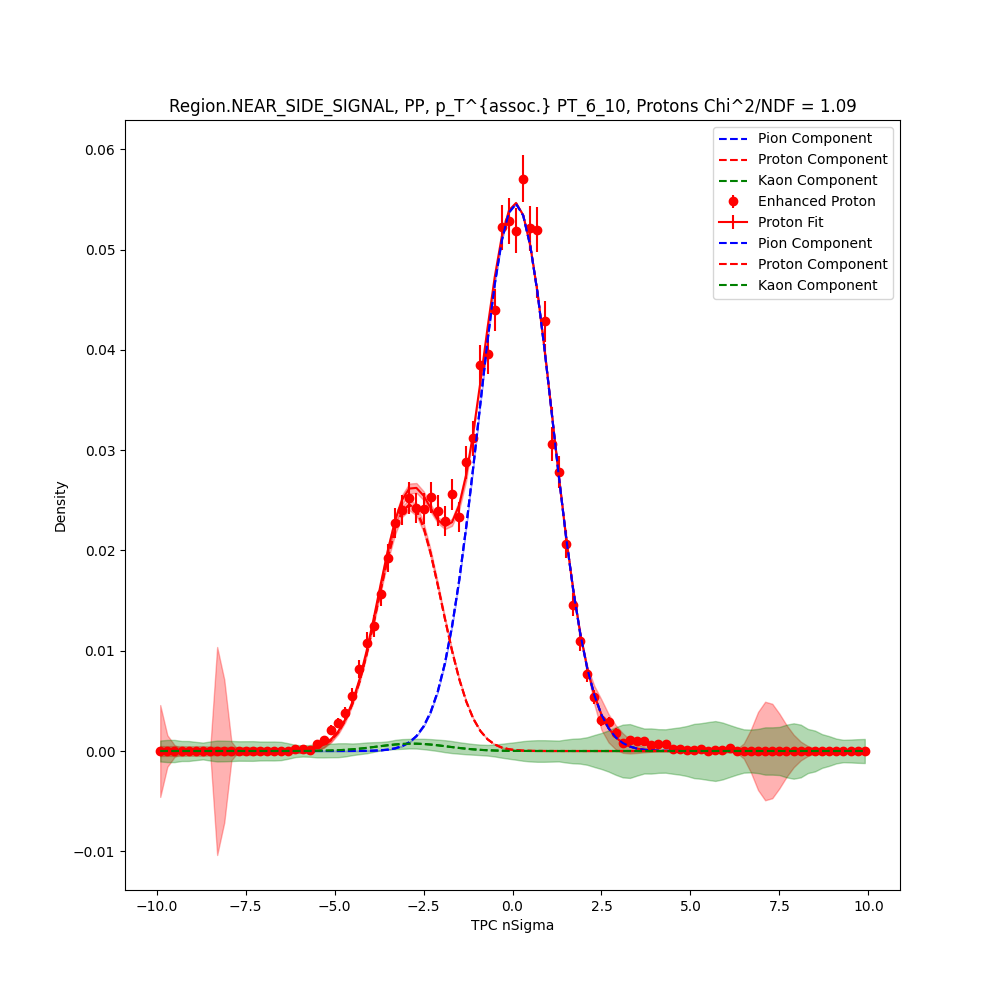 Region.NEAR_SIDE_SIGNAL, PP, p_T^{assoc.} PT_6_10, Protons Chi^2/NDF = 1.09
Pion Component
Proton Component
Kaon Component
Enhanced Proton
Proton Fit
Pion Component
Proton Component
Kaon Component
0.06
0.05
0.04
0.03
0.02
0.01
0.00
−0.01
Density
−10.0 −7.5 −5.0 −2.5 0.0 2.5 5.0 7.5 10.0
TPC nSigma